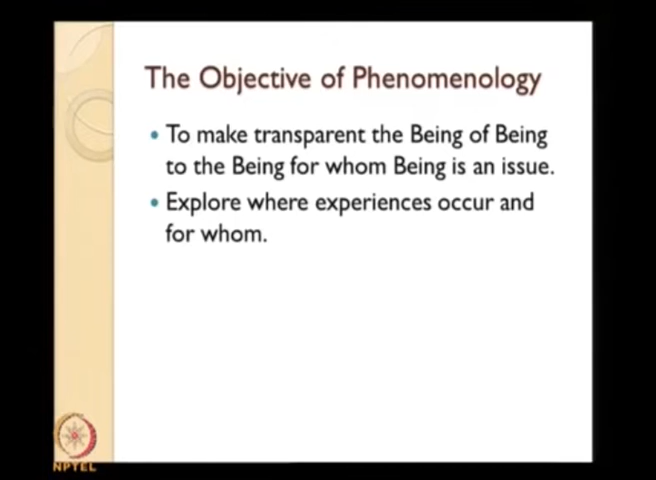 The Objective of Phenomenology
• To make transparent the Being of Being
to the Being for whom Being is an issue.
• Explore where experiences occur and
for whom.
NPTEL